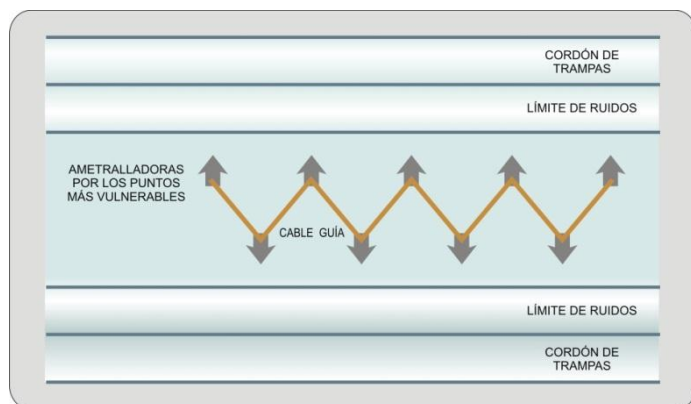 CORDÓN DE
TRAMPAS
LÍMITE DE RUIDOS
AMETRALLADORAS
POR LOS PUNTOS
MÁS VULNERABLES
CABLE GUÍA
LÍMITE DE RUIDOS
CORDÓN DE
TRAMPAS